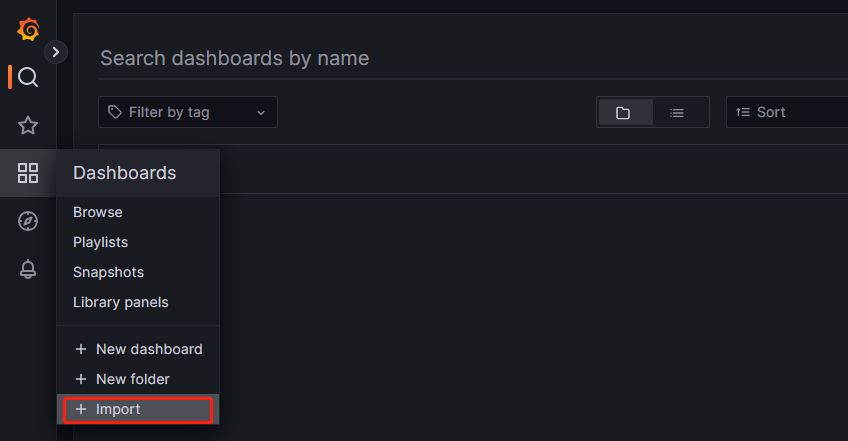 Search dashboards by name
Filter by tag
Sort
Dashboards
Browse
Playlists
Snapshots
Library panels
+ New dashboard
+ New folder
+ Import